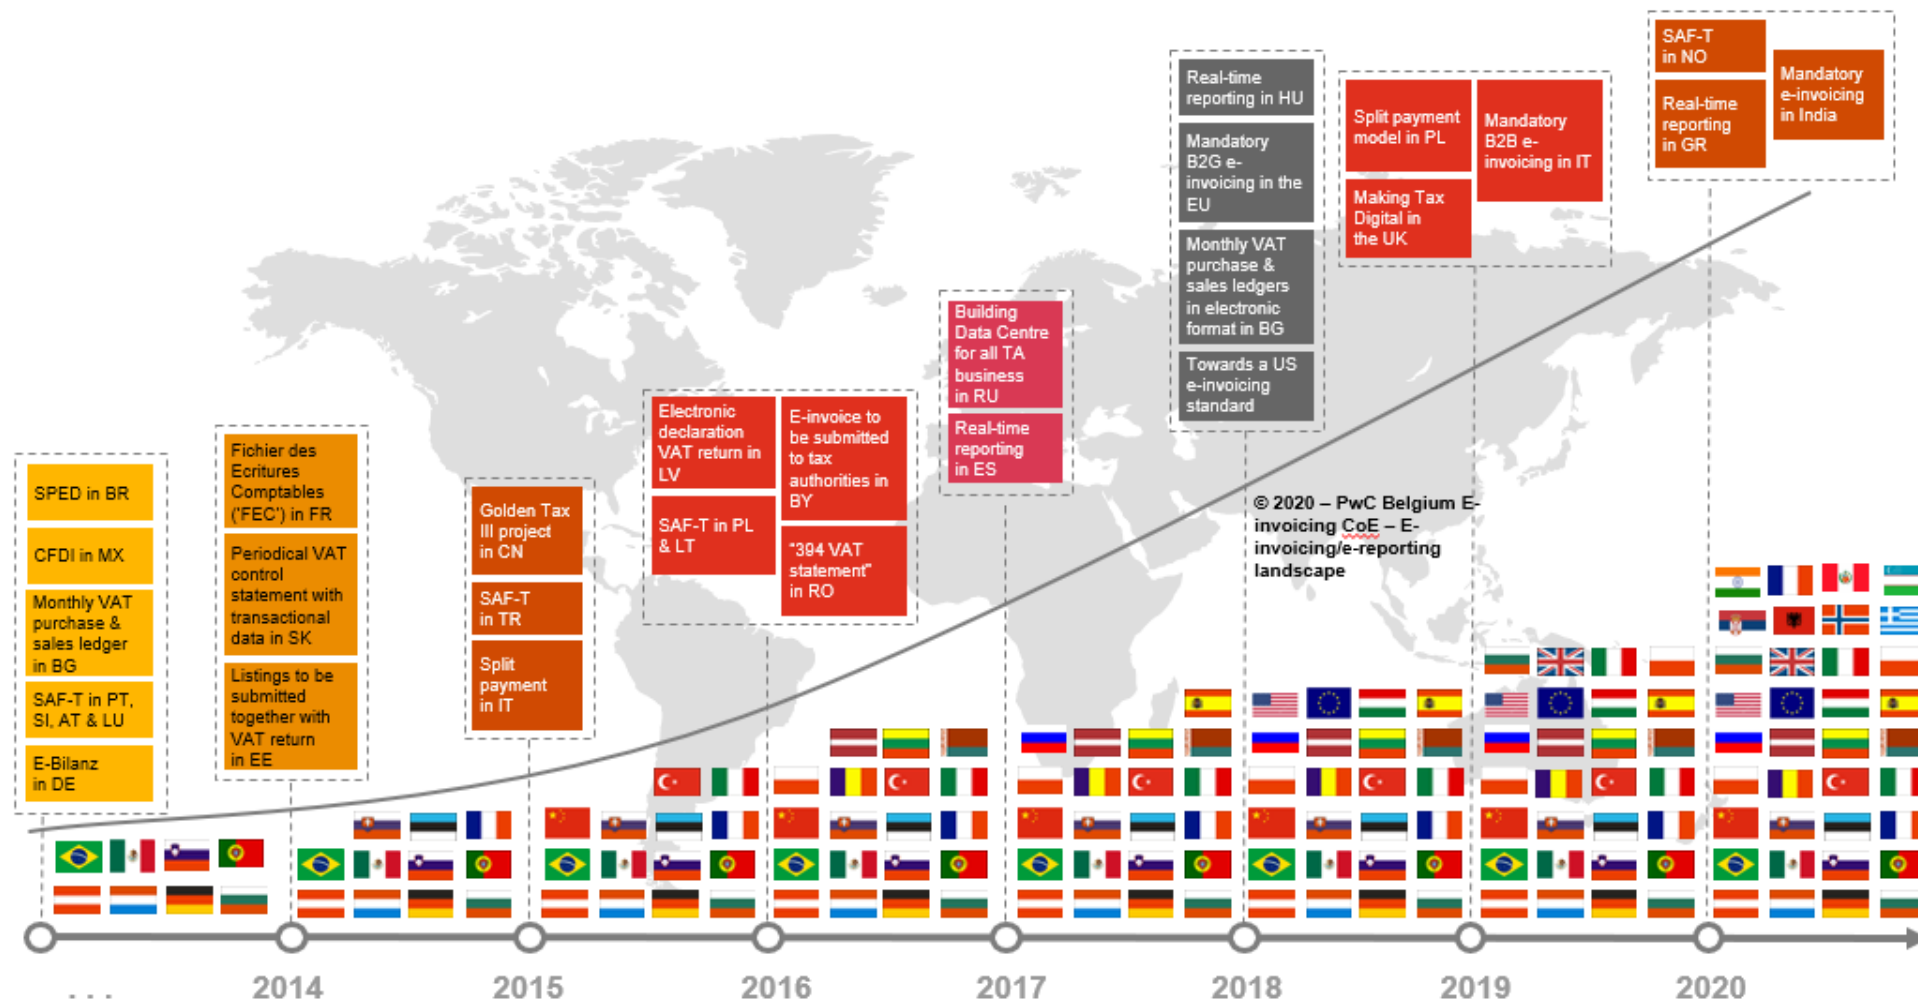 SPED in BR
CFDI in MX
Monthly VAT
purchase &
sales ledger
in BG
SAF-T in PT,
SI, AT & LU
E-Bilanz
in DE
Fichier des
Ecritures
Comptables
('FEC') in FR
Periodical VAT
control
statement with
transactional
data in SK
Listings to be
submitted
together with
VAT return
in EE
Golden Tax
III project
in CN
SAF-T
in TR
Split
payment
in IT
Electronic
declaration
VAT return in
LV
SAF-T in PL
& LT
E-invoice to
be submitted
to tax
authorities in
BY
"394 VAT
statement"
in RO
Building
Data Centre
for all TA
business
in RU
Real-time
reporting
in ES
Real-time
reporting in HU
Mandatory
B2G e-
invoicing in the
EU
Monthly VAT
purchase &
sales ledgers
in electronic
format in BG
Towards a US
e-invoicing
standard
Split payment
model in PL
Making Tax
Digital in
the UK
Mandatory
B2B e-
invoicing in IT
SAF-T
in NO
Real-time
reporting
in GR
Mandatory
e-invoicing
in India
© 2020 – PwC Belgium E-
invoicing CoE – E-
invoicing/e-reporting
landscape
... 2014 2015 2016 2017 2018 2019 2020